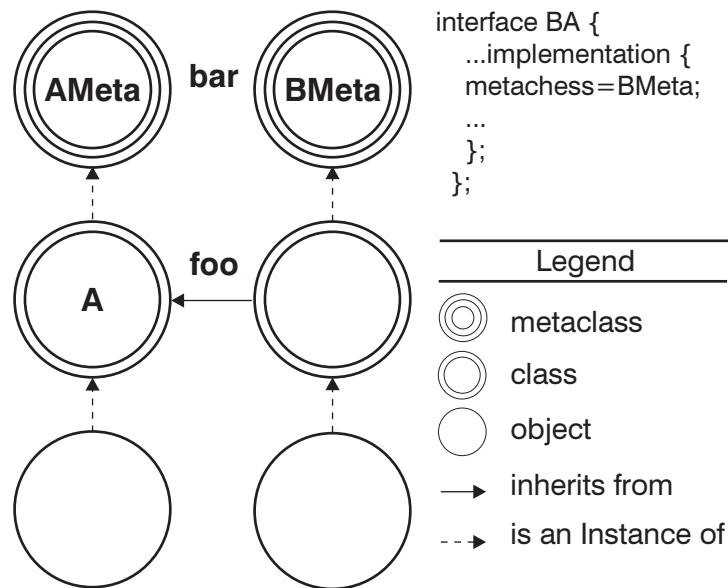 AMeta
bar
BMeta
foo
A
interface BA {
...implementation {
metachess=BMeta;
...
};
};
Legend
metaclass
class
object
inherits from
is an Instance of